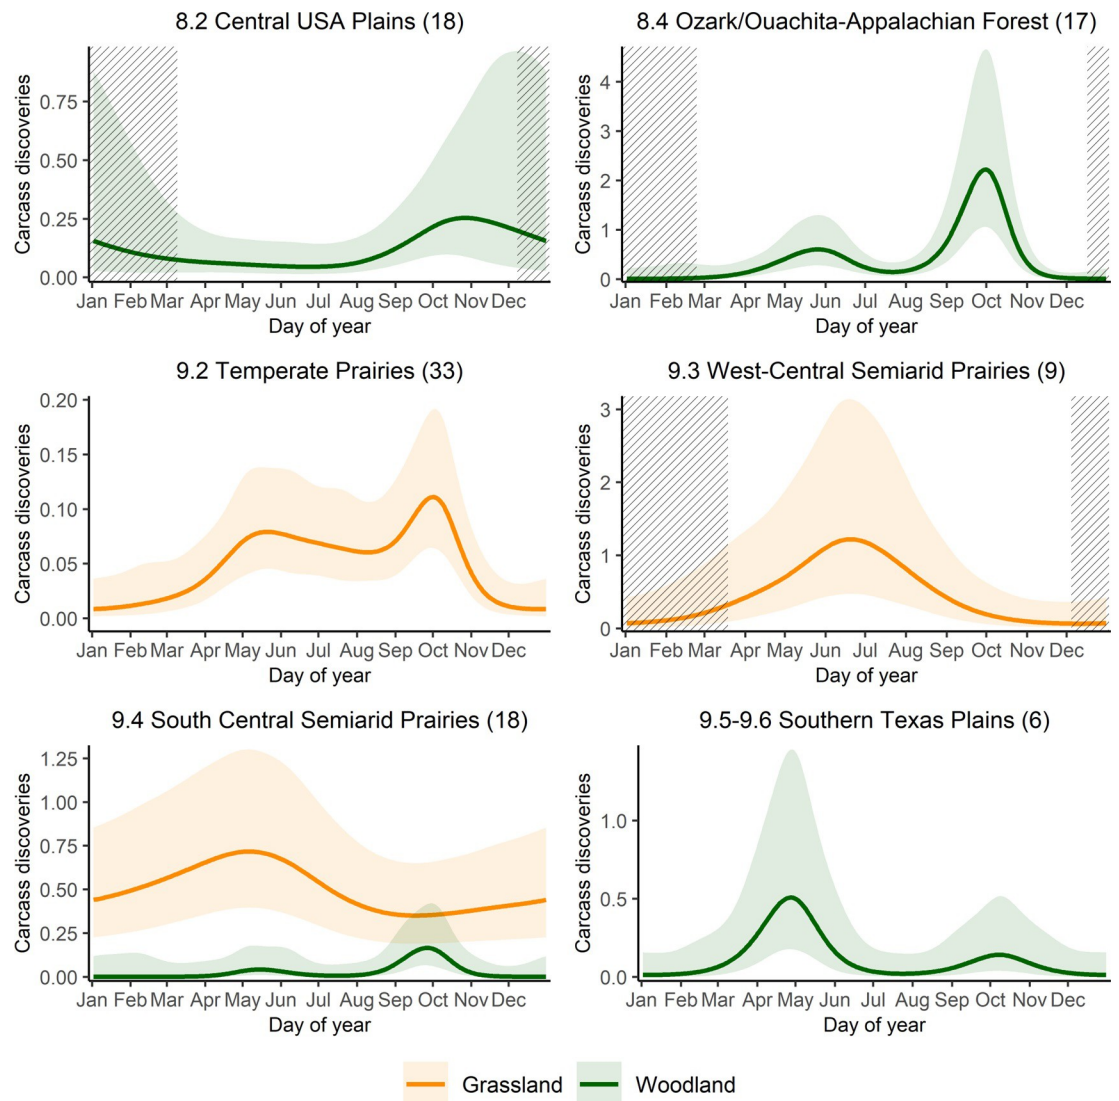 8.2 Central USA Plains (18)
Carcass discoveries
0.75
0.50
0.25
0.00
Jan Feb Mar Apr May Jun Jul Aug Sep Oct Nov Dec
Day of year
8.4 Ozark/Ouachita-Appalachian Forest (17)
Carcass discoveries
4
3
2
1
0
Jan Feb Mar Apr May Jun Jul Aug Sep Oct Nov Dec
Day of year
9.2 Temperate Prairies (33)
Carcass discoveries
0.20
0.15
0.10
0.05
0.00
Jan Feb Mar Apr May Jun Jul Aug Sep Oct Nov Dec
Day of year
9.3 West-Central Semiarid Prairies (9)
Carcass discoveries
3
2
1
0
Jan Feb Mar Apr May Jun Jul Aug Sep Oct Nov Dec
Day of year
9.4 South Central Semiarid Prairies (18)
Carcass discoveries
1.25
1.00
0.75
0.50
0.25
0.00
Jan Feb Mar Apr May Jun Jul Aug Sep Oct Nov Dec
Day of year
9.5-9.6 Southern Texas Plains (6)
Carcass discoveries
1.0
0.5
0.0
Jan Feb Mar Apr May Jun Jul Aug Sep Oct Nov Dec
Day of year
Grassland Woodland